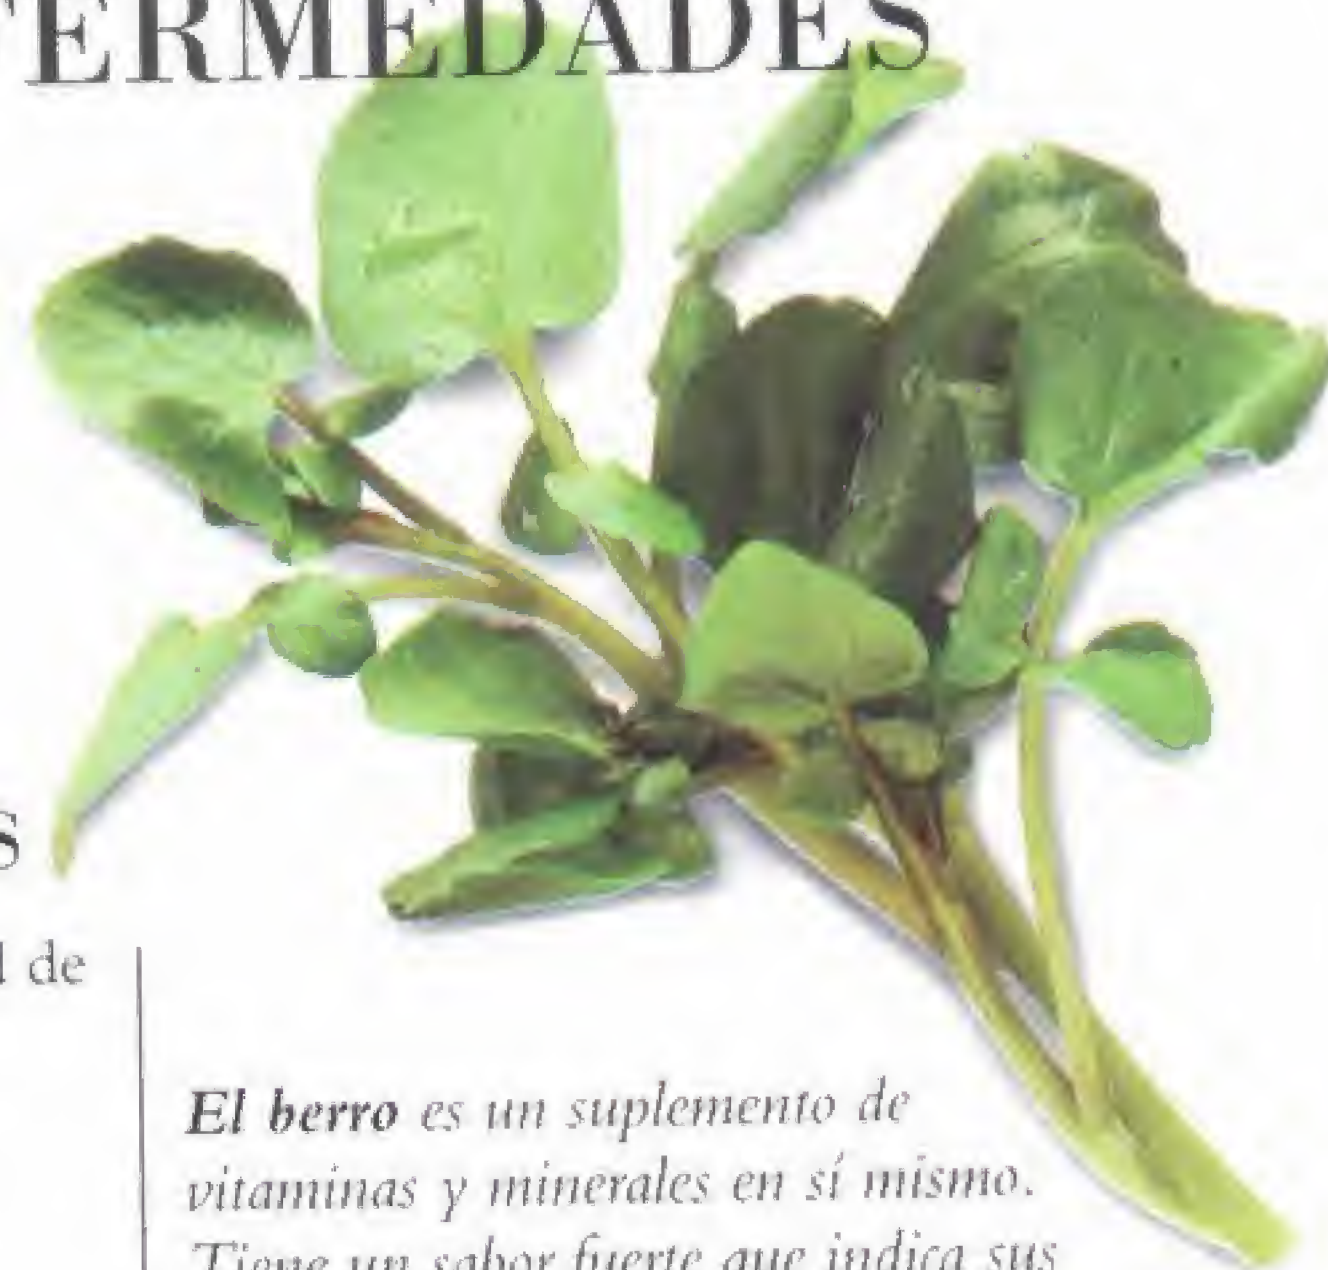 FERMEDADES
s
l de
El berro es un suplemento de
vitaminas y minerales en sí mismo.
Tiene un sabor fuerte que indica sus